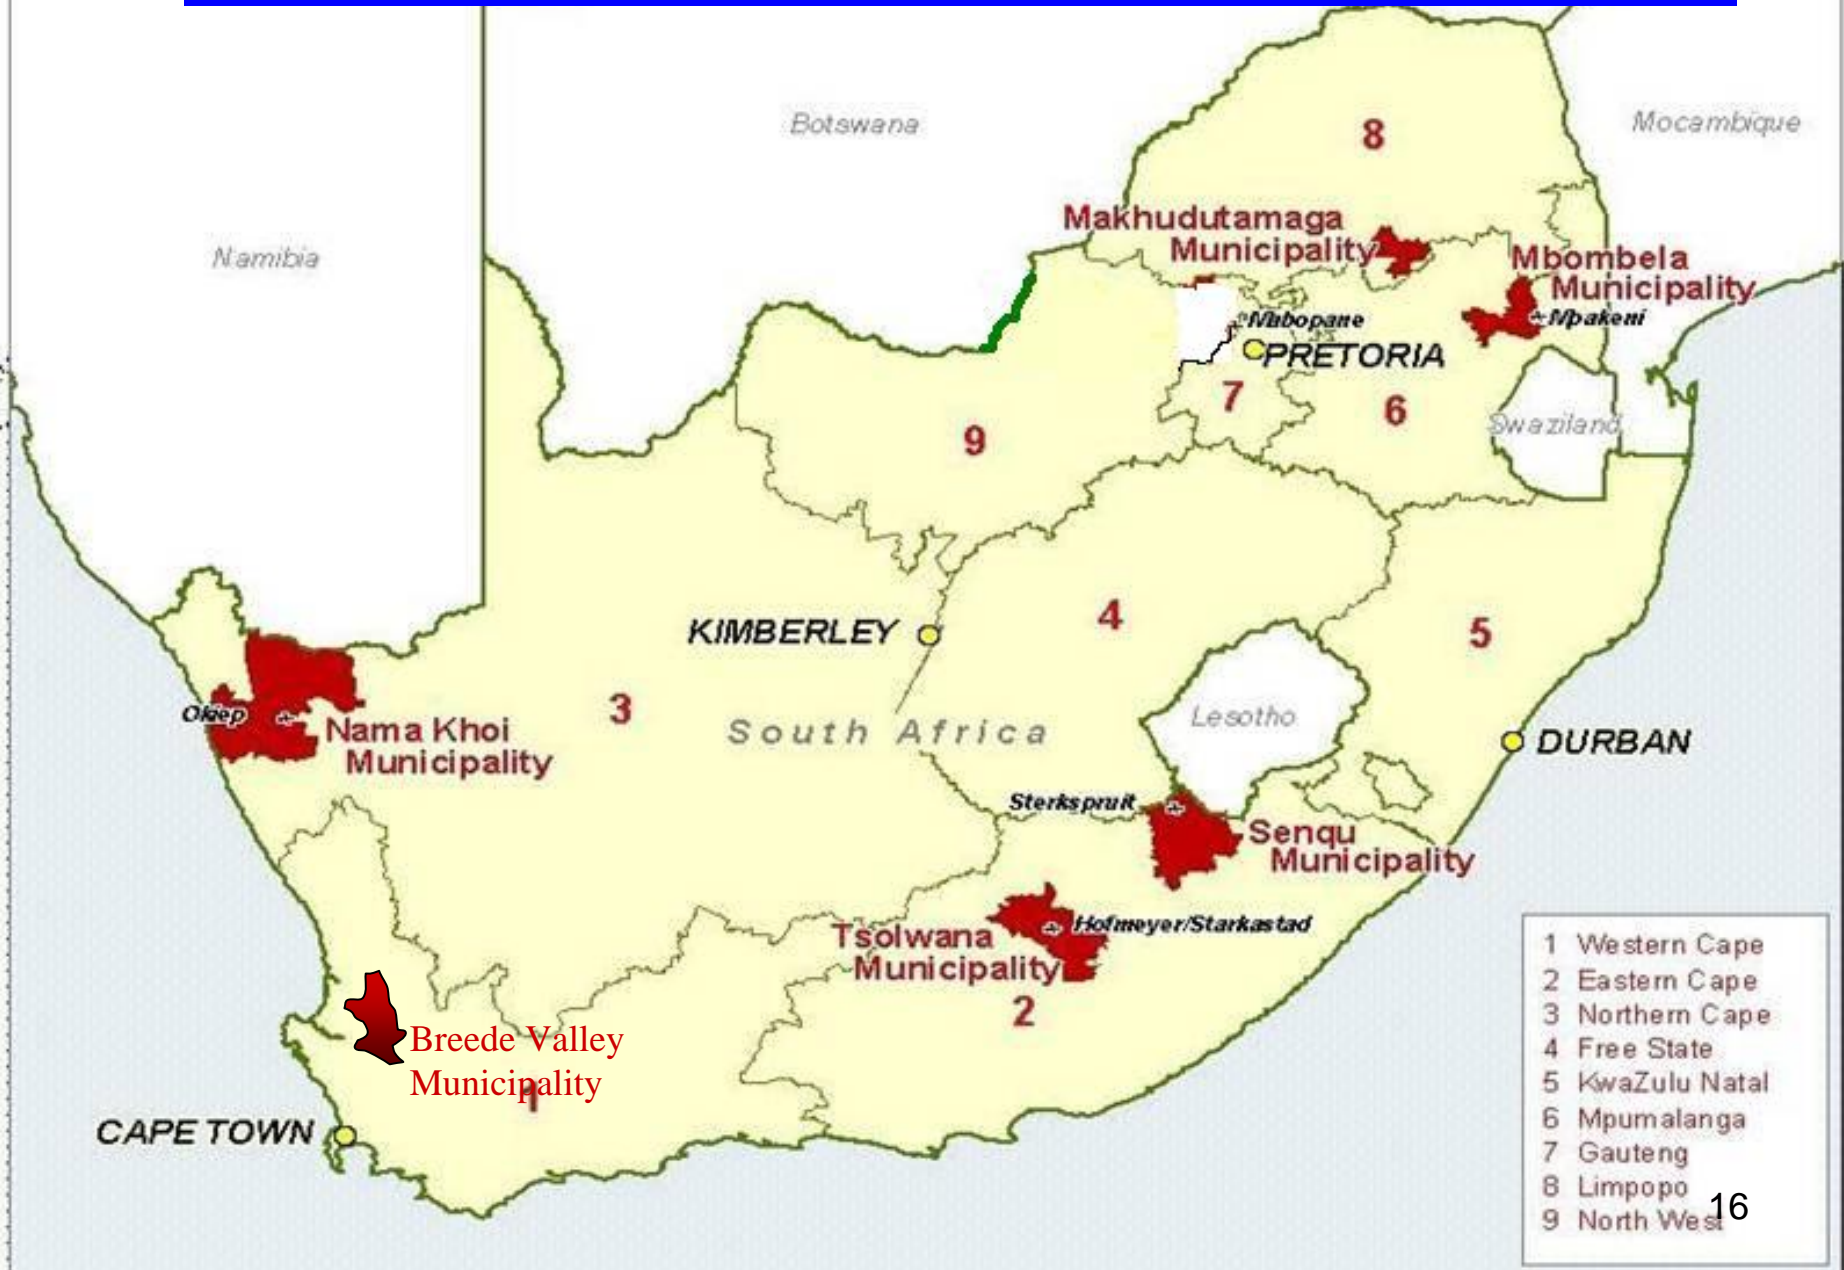 Botswana
Mocambique
8
Makhudutamaga
Municipality
Namibia
Mbombela
Municipality
Mabopane
Mpakeni
PRETORIA
7
6
Swaziland
9
KIMBERLEY
4
5
3
Okiep
Nama Khoi
Municipality
South Africa
Lesotho
DURBAN
Sterkspruit
Senqu
Municipality
Hofmeyer/Starkastad
Tsolwana
Municipality
2
Breede Valley
Municipality
1
CAPE TOWN
1 Western Cape
2 Eastern Cape
3 Northern Cape
4 Free State
5 KwaZulu Natal
6 Mpumalanga
7 Gauteng
8 Limpopo
9 North West
16